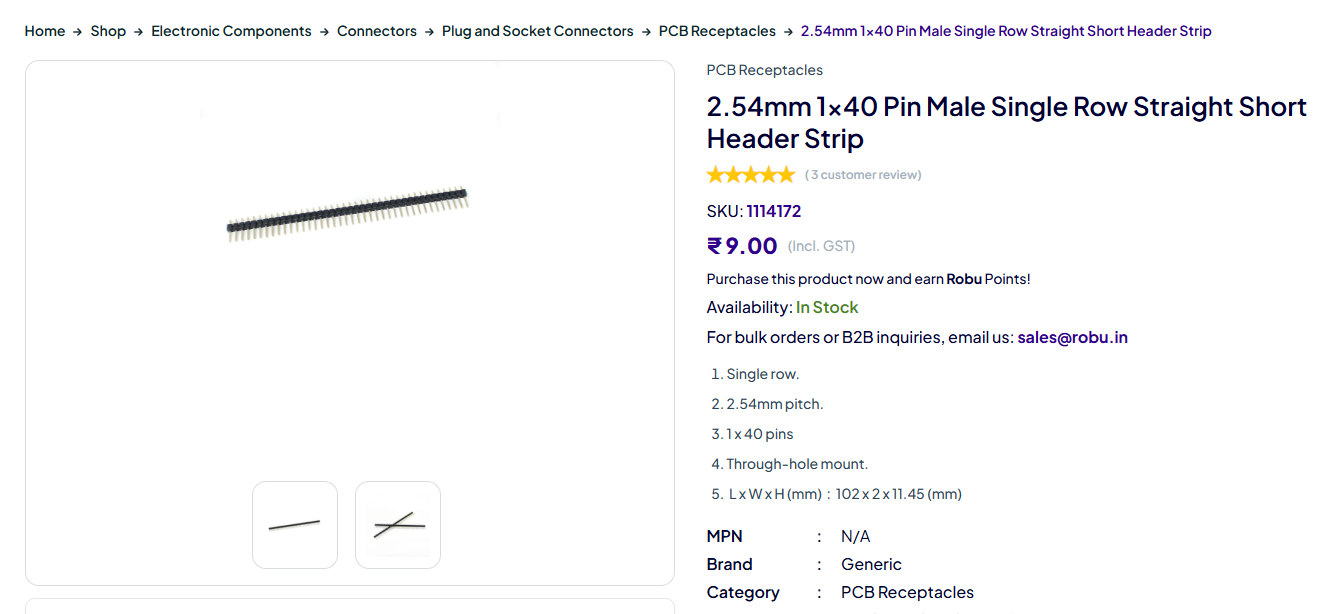 Home → Shop → Electronic Components → Connectors → Plug and Socket Connectors → PCB Receptacles → 2.54mm 1×40 Pin Male Single Row Straight Short Header Strip
PCB Receptacles
2.54mm 1×40 Pin Male Single Row Straight Short
Header Strip
( 3 customer review)
SKU: 1114172
₹ 9.00 (Incl. GST)
Purchase this product now and earn Robu Points!
Availability: In Stock
For bulk orders or B2B inquiries, email us: sales@robu.in
1. Single row.
2. 2.54mm pitch.
3. 1 x 40 pins
4. Through-hole mount.
5. L x W x H (mm) : 102 x 2 x 11.45 (mm)
MPN : N/A
Brand : Generic
Category : PCB Receptacles